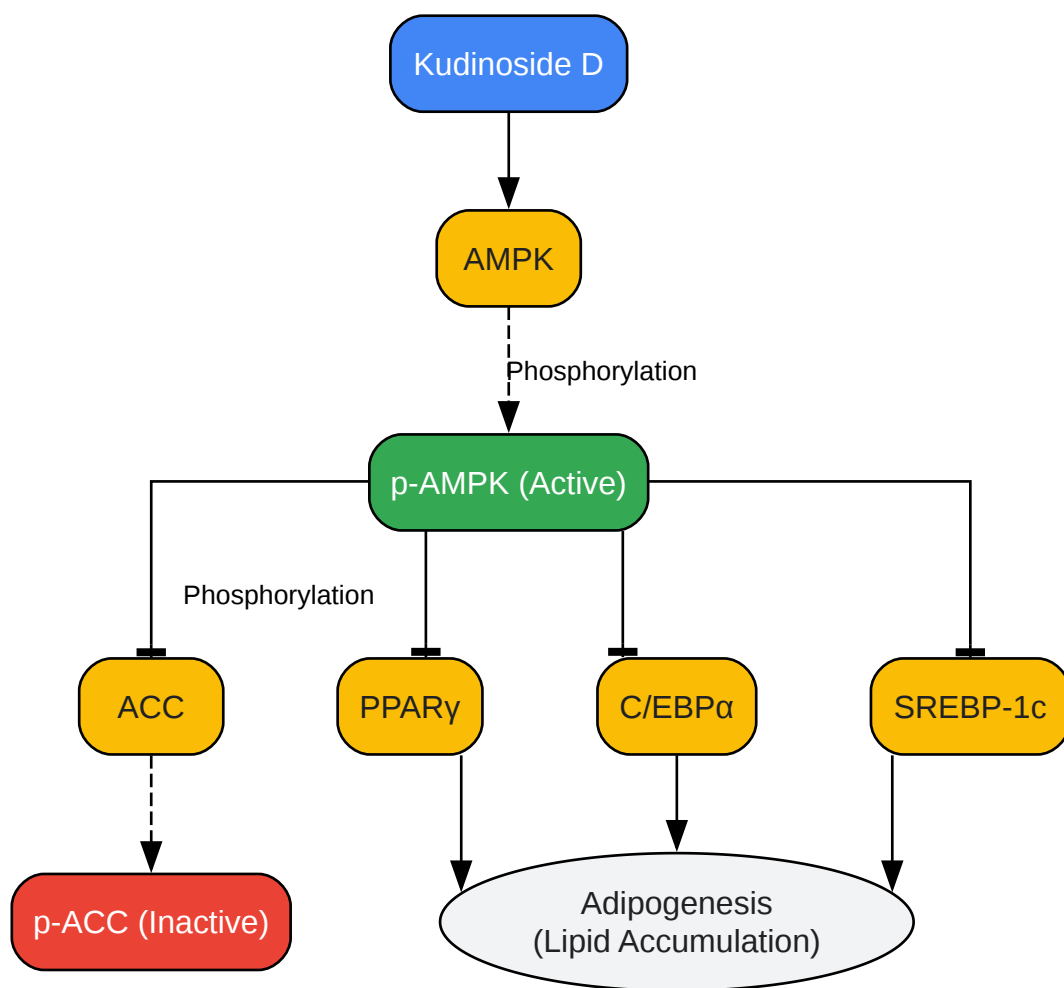 Kudinoside D
AMPK
Phosphorylation
p-AMPK (Active)
Phosphorylation
ACC
PPARγ
C/EBPα
SREBP-1c
p-ACC (Inactive)
Adipogenesis
(Lipid Accumulation)